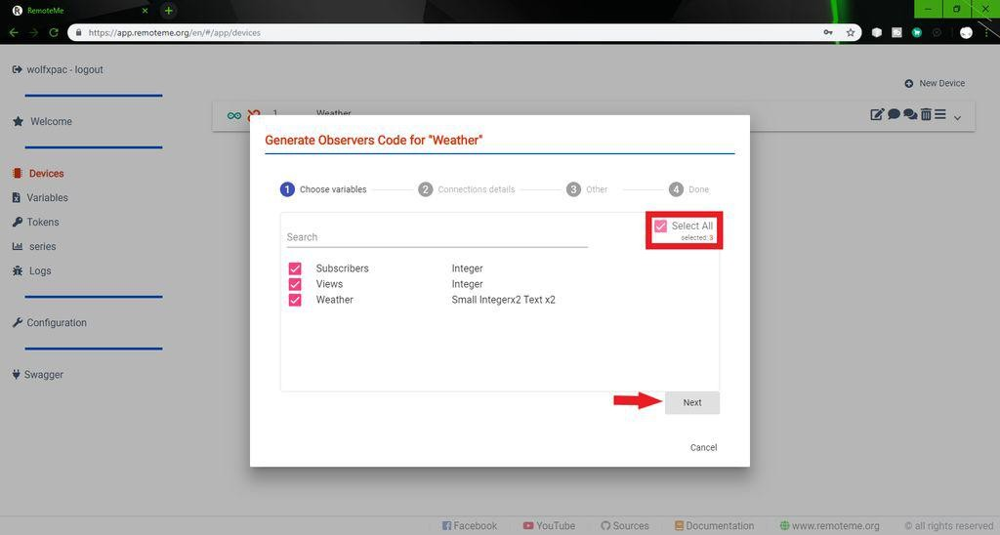 RemoteMe
https://app.remoteme.org/en/#/app/devices
wolfxpac - logout
New Device
Welcome
1 Weather
Generate Observers Code for "Weather"
Devices
1 Choose variables
2 Connections details
3 Other
4 Done
Variables
Tokens
Select All
Search
selected: 3
series
Logs
Subscribers Integer
Views Integer
Weather Small Integerx2 Text x2
Configuration
Swagger
Next
Cancel
Facebook
YouTube
Sources
Documentation
www.remoteme.org
© all rights reserved